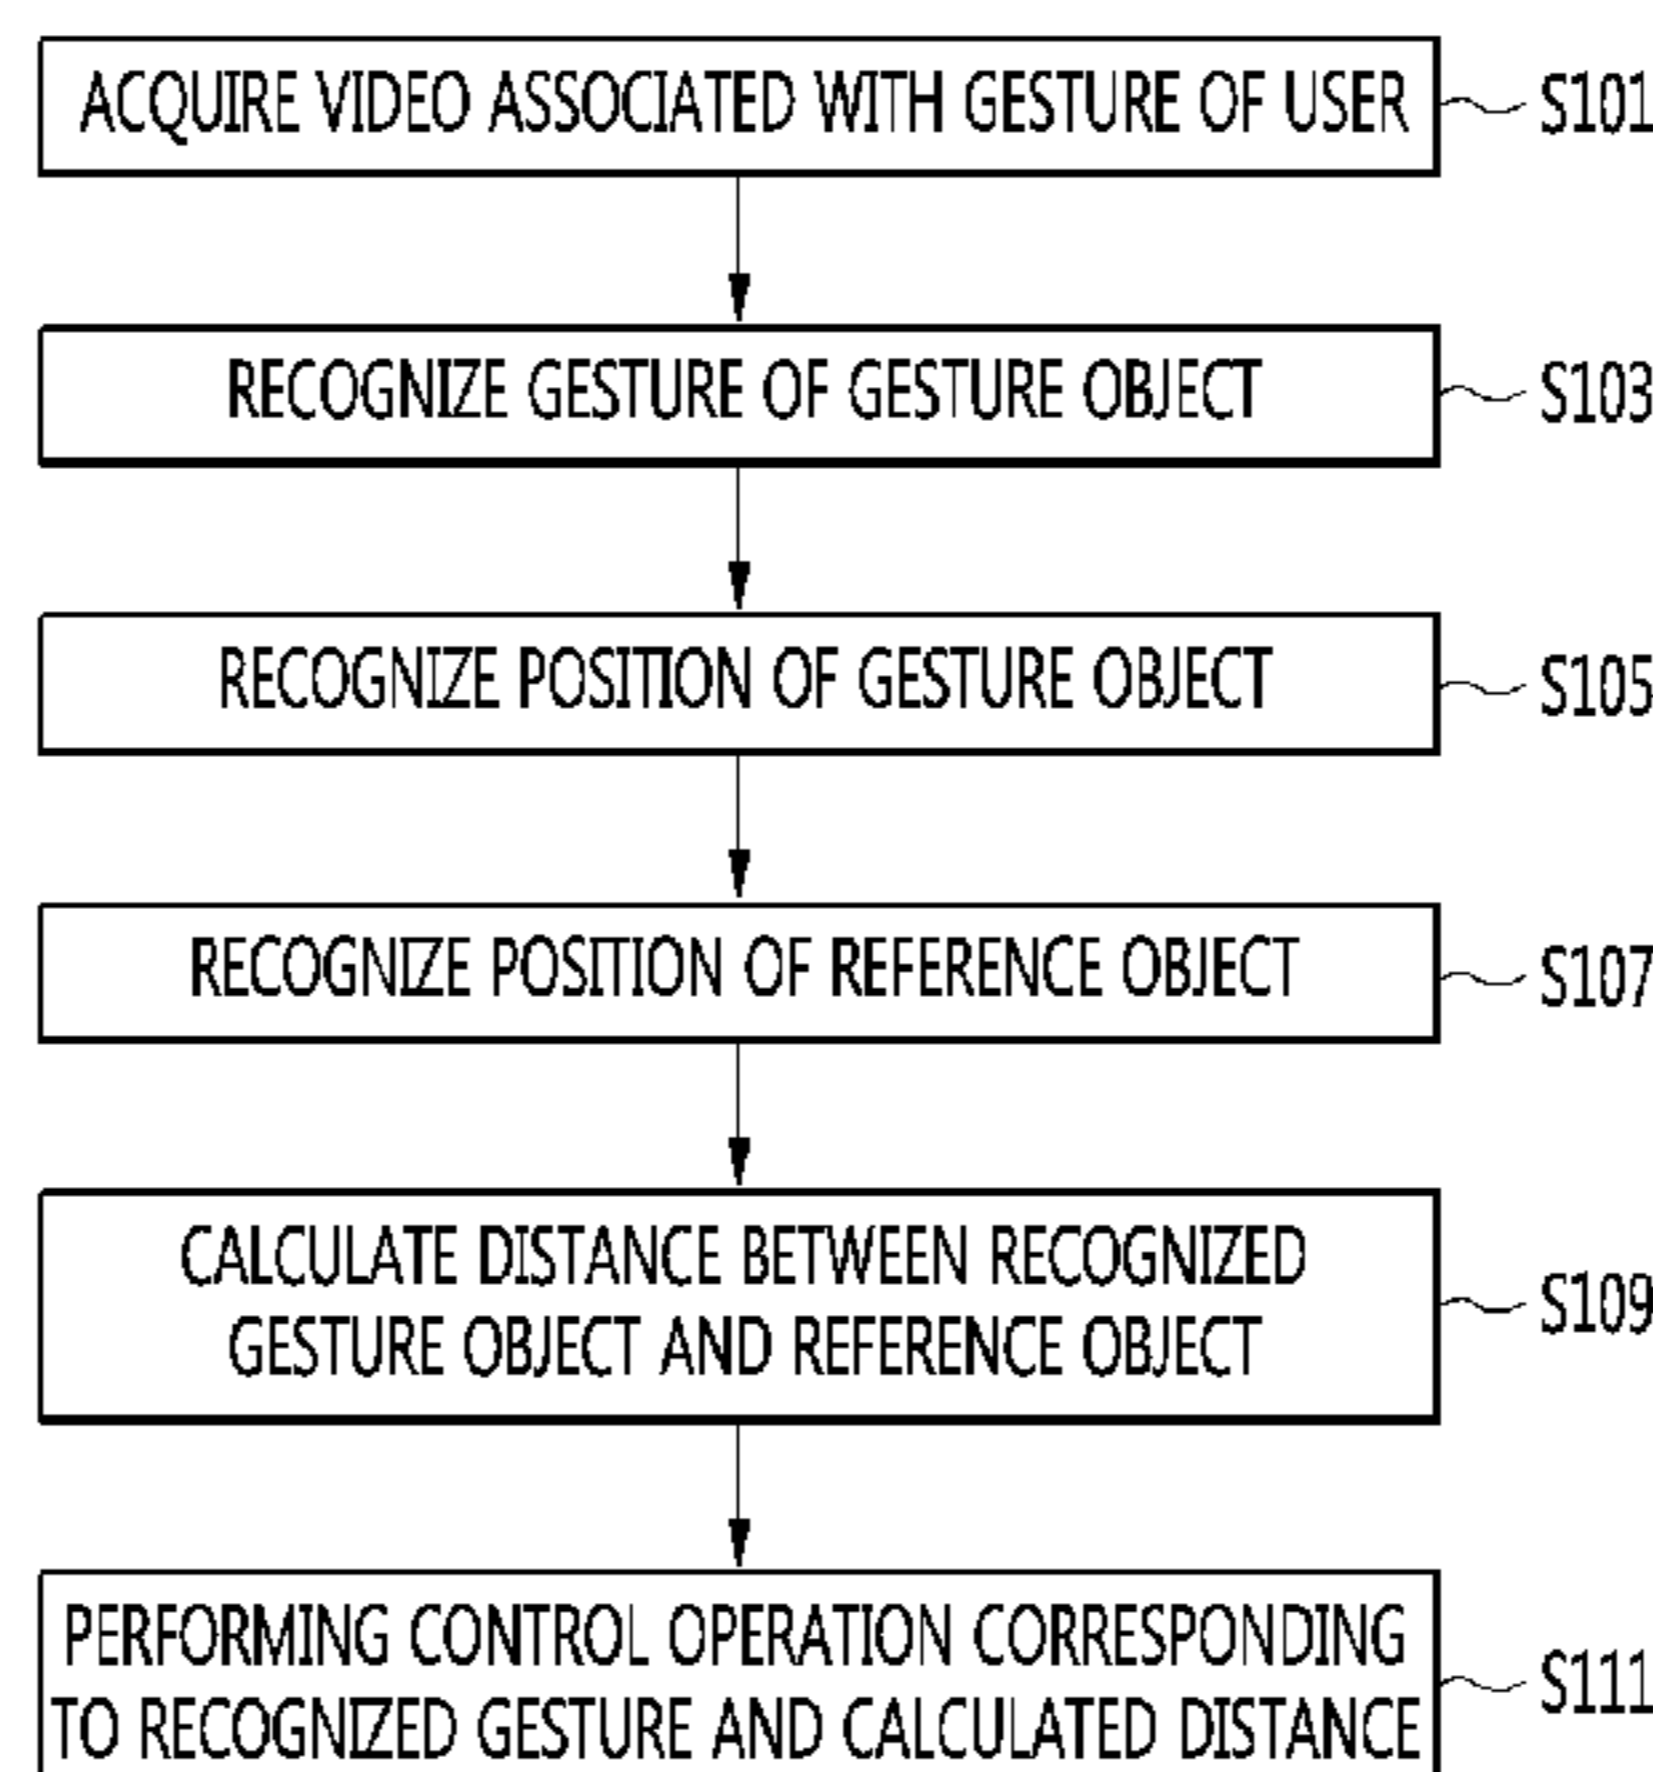 ACQUIRE VIDEO ASSOCIATED WITH GESTURE OF USER S101
RECOGNIZE GESTURE OF GESTURE OBJECT S103
RECOGNIZE POSITION OF GESTURE OBJECT S105
RECOGNIZE POSITION OF REFERENCE OBJECT S107
CALCULATE DISTANCE BETWEEN RECOGNIZED
GESTURE OBJECT AND REFERENCE OBJECT
S109
PERFORMING CONTROL OPERATION CORRESPONDING
TO RECOGNIZED GESTURE AND CALCULATED DISTANCE
S111